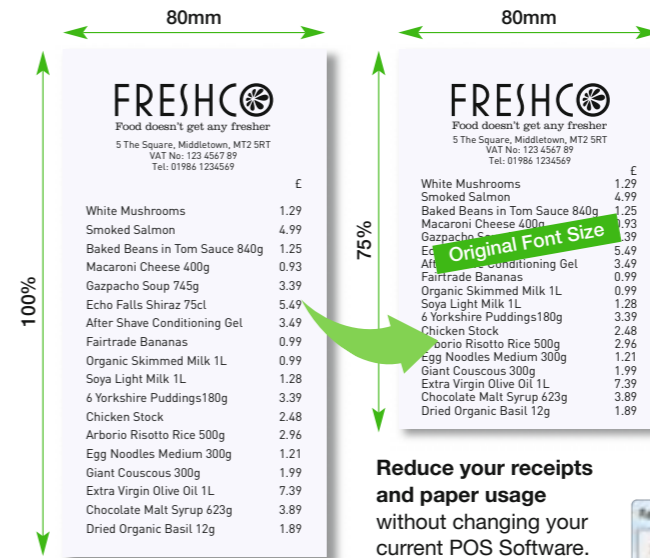 80mm
100%
FRESHCO
Food doesn't get any fresher
5 The Square, Middletown, MT2 5RT
VAT No: 123 4567 89
Tel: 01986 1234569
£
White Mushrooms 1.29
Smoked Salmon 4.99
Baked Beans in Tom Sauce 840g 1.25
Macaroni Cheese 400g 0.93
Gazpacho Soup 745g 3.39
Echo Falls Shiraz 75cl 5.49
After Shave Conditioning Gel 3.49
Fairtrade Bananas 0.99
Organic Skimmed Milk 1L 0.99
Soya Light Milk 1L 1.28
6 Yorkshire Puddings180g 3.39
Chicken Stock 2.48
Arborio Risotto Rice 500g 2.96
Egg Noodles Medium 300g 1.21
Giant Couscous 300g 1.99
Extra Virgin Olive Oil 1L 7.39
Chocolate Malt Syrup 623g 3.89
Dried Organic Basil 12g 1.89
80mm
75%
FRESHCO
Food doesn't get any fresher
5 The Square, Middletown, MT2 5RT
VAT No: 123 4567 89
Tel: 01986 1234569
£
White Mushrooms 1.29
Smoked Salmon 4.99
Baked Beans in Tom Sauce 840g 1.25
Macaroni Cheese 400g .93
Gazpacho .39
Original Font Size
5.49
Conditioning Gel 3.49
Fairtrade Bananas 0.99
Organic Skimmed Milk 1L 0.99
Soya Light Milk 1L 1.28
6 Yorkshire Puddings180g 3.39
Chicken Stock 2.48
Arborio Risotto Rice 500g 2.96
Egg Noodles Medium 300g 1.21
Giant Couscous 300g 1.99
Extra Virgin Olive Oil 1L 7.39
Chocolate Malt Syrup 623g 3.89
Dried Organic Basil 12g 1.89
Reduce your receipts
and paper usage
without changing your
current POS Software.